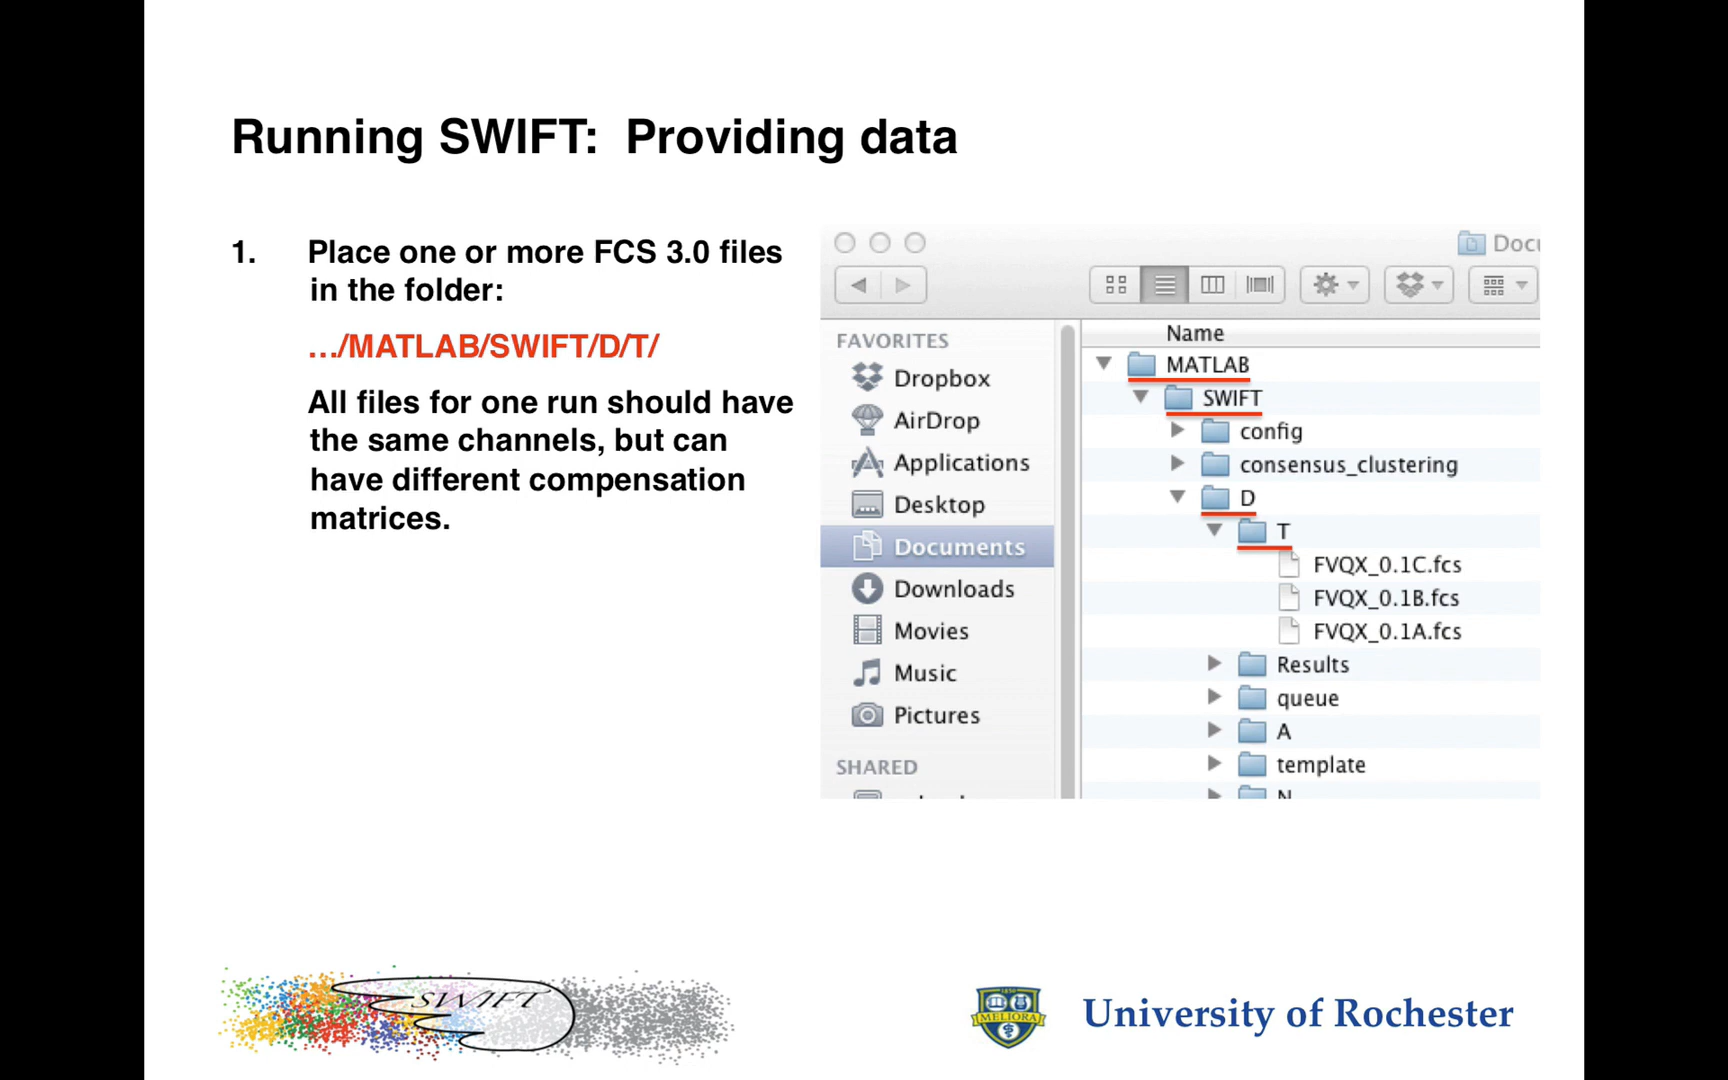 Running SWIFT: Providing data
1. Place one or more FCS 3.0 files
in the folder:
…/MATLAB/SWIFT/D/T/
All files for one run should have
the same channels, but can
have different compensation
matrices.
Docu
FAVORITES
Dropbox
AirDrop
Applications
Desktop
Documents
Downloads
Movies
Music
Pictures
SHARED
Name
MATLAB
SWIFT
config
consensus_clustering
D
T
FVQX_0.1C.fcs
FVQX_0.1B.fcs
FVQX_0.1A.fcs
Results
queue
A
template
N
SWIFT
MELIORA
University of Rochester